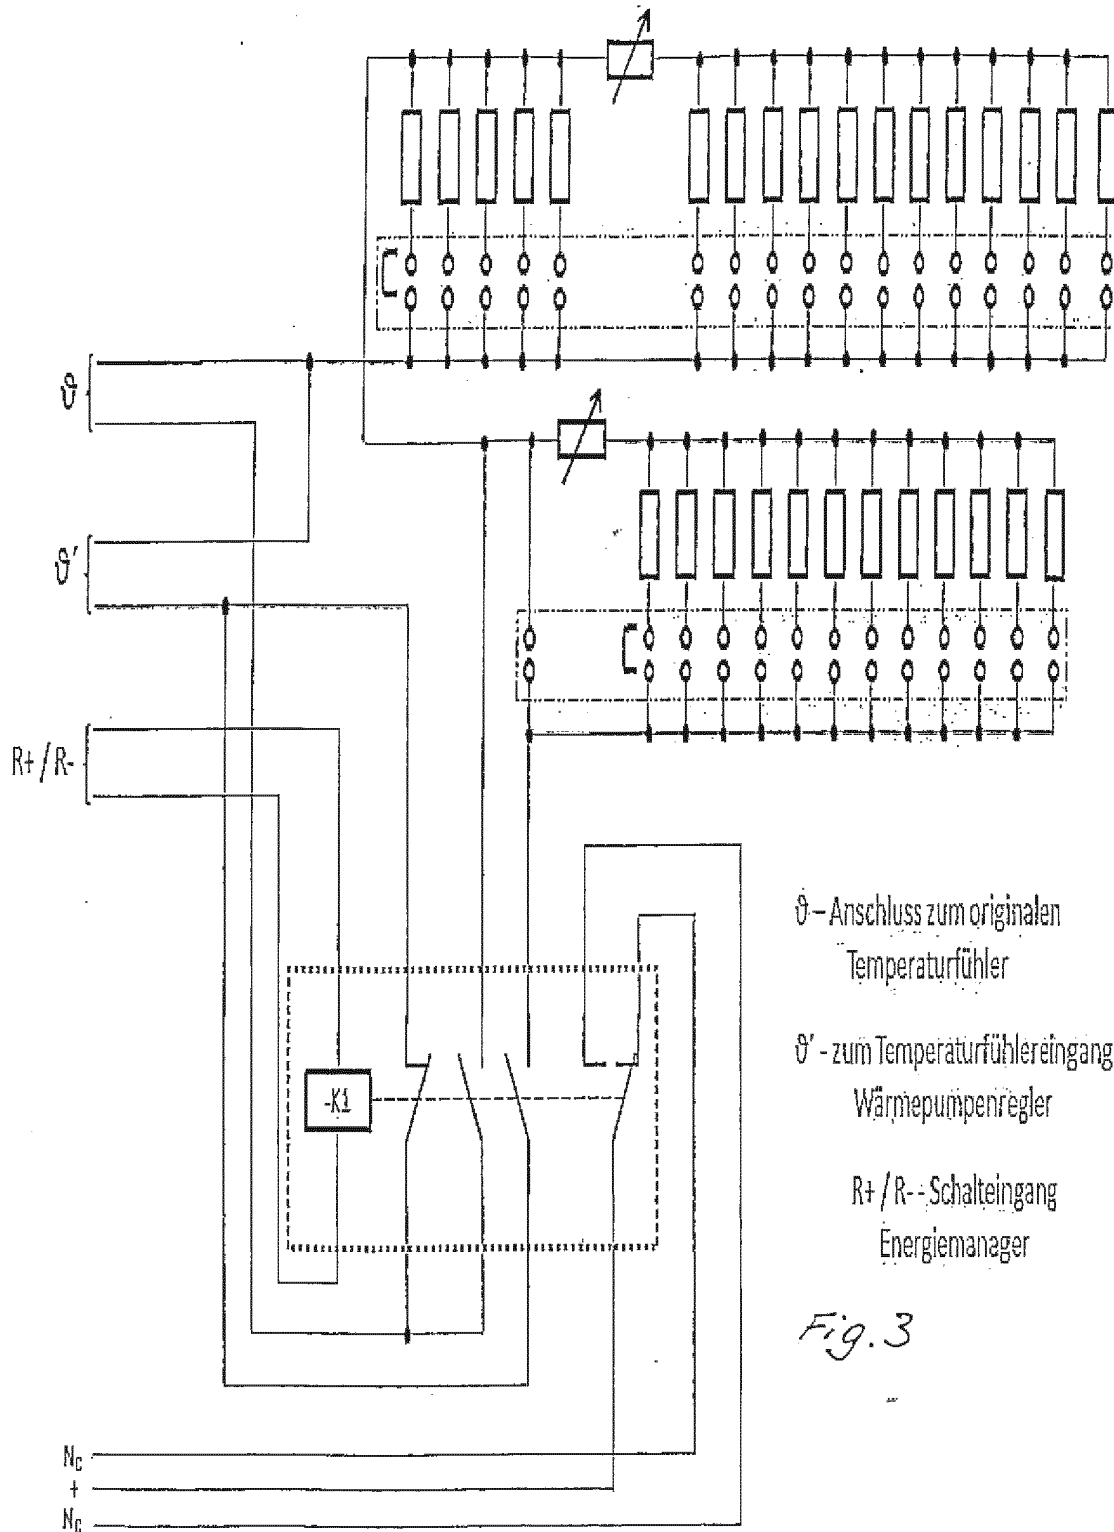 ϑ
ϑ'
R+/R-
ϑ – Anschluss zum originalen
Temperaturfühler
ϑ' - zum Temperaturfühlereingang
Wärmepumpenregler
-K1
R+/R- - Schalteingang
Energiemanager
Fig. 3
Nc
+
Nc